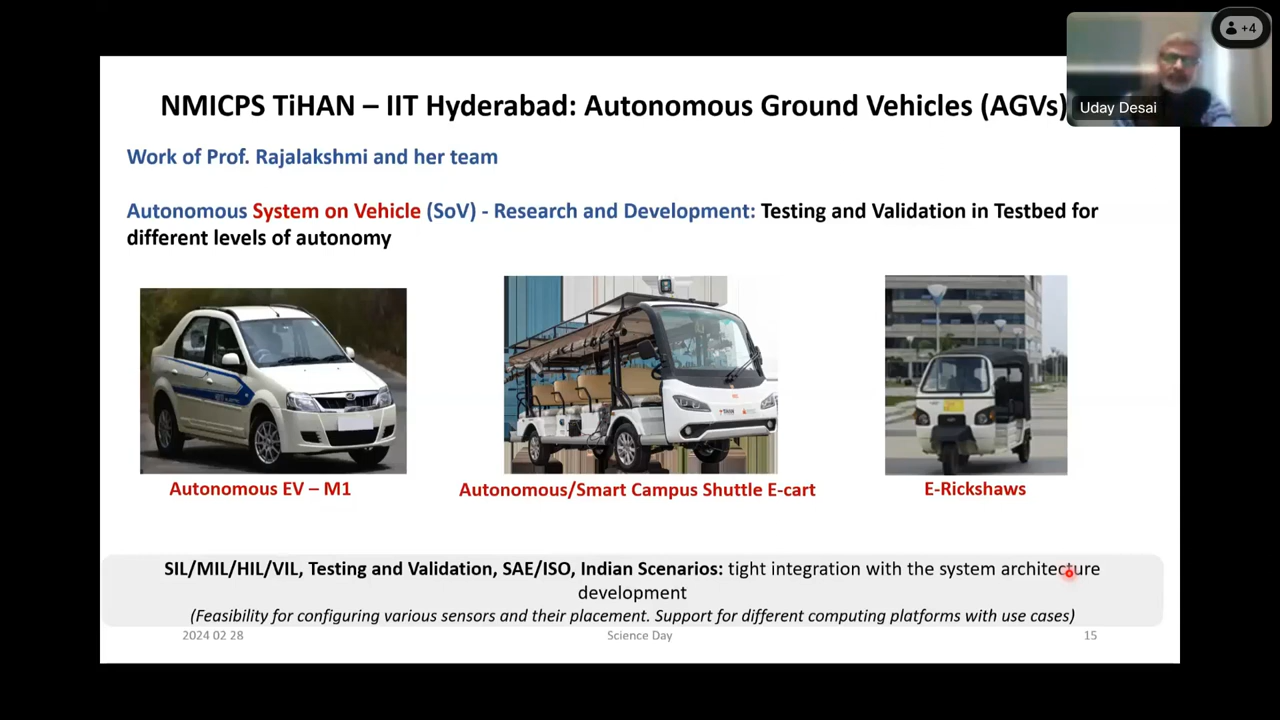 +4
Uday Desai
NMICPS TiHAN – IIT Hyderabad: Autonomous Ground Vehicles (AGVs)
Work of Prof. Rajalakshmi and her team
Autonomous System on Vehicle (SoV) - Research and Development: Testing and Validation in Testbed for
different levels of autonomy
TiHAN
Autonomous EV – M1
Autonomous/Smart Campus Shuttle E-cart
E-Rickshaws
SIL/MIL/HIL/VIL, Testing and Validation, SAE/ISO, Indian Scenarios: tight integration with the system architecture
development
(Feasibility for configuring various sensors and their placement. Support for different computing platforms with use cases)
2024 02 28
Science Day
15